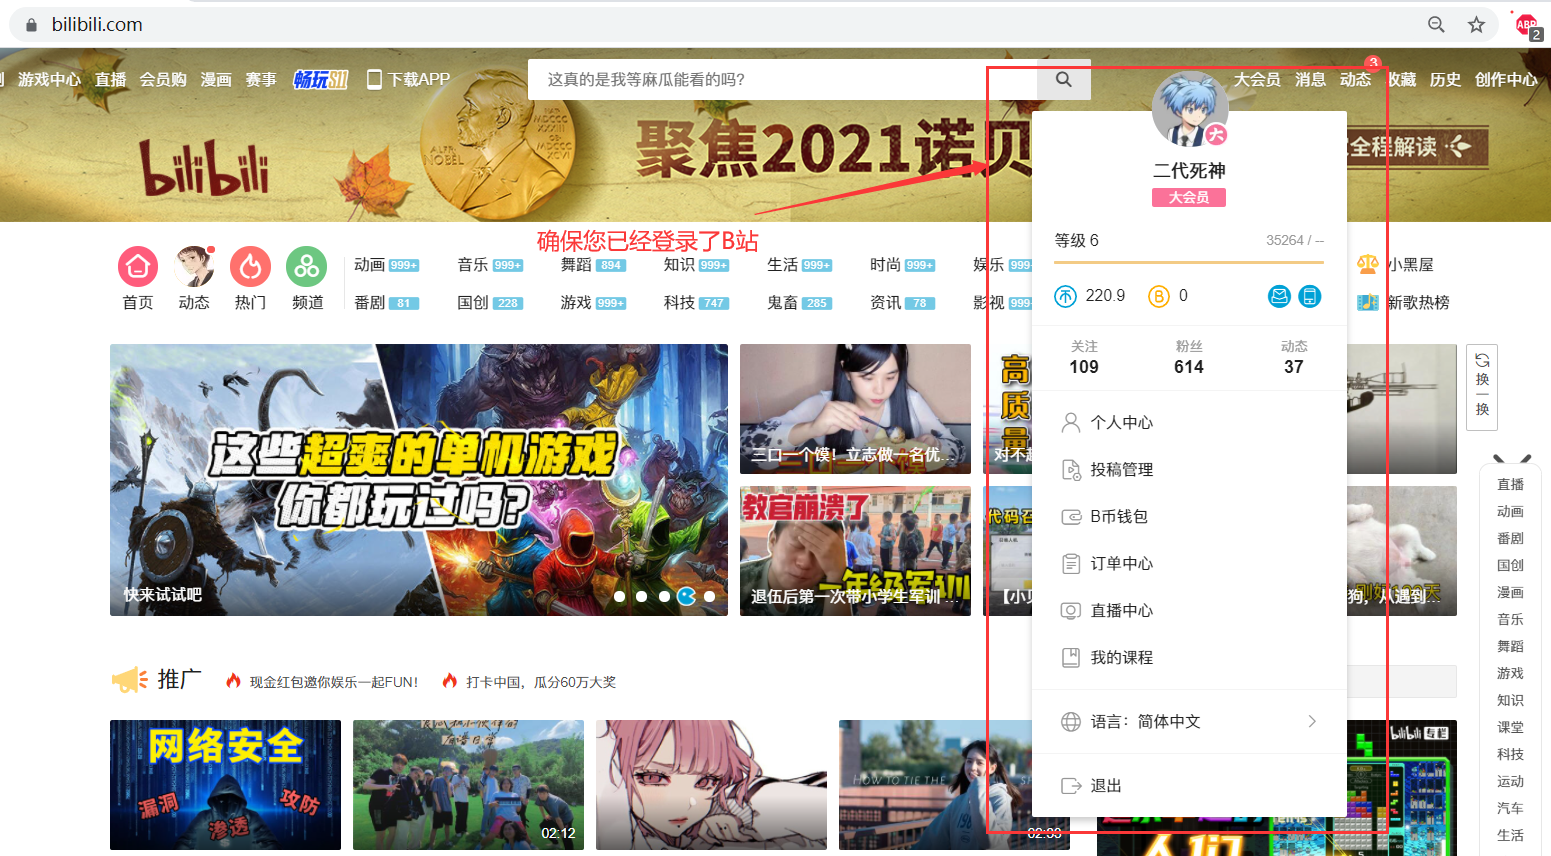 bilibili.com
ABP
2
游戏中心 直播 会员购 漫画 赛事 畅玩S11 下载APP
这真的是我等麻瓜能看的吗?
大会员 消息 动态 收藏 历史 创作中心
3
bilibili
ALFR.
NOBEL
聚焦2021诺贝
全程解读
大
二代死神
大会员
等级 6
35264 / --
220.9
B
0
关注
109
粉丝
614
动态
37
个人中心
投稿管理
B币钱包
订单中心
直播中心
我的课程
语言：简体中文
退出
确保您已经登录了B站
首页 动态 热门 频道
动画 999+ 音乐 999+ 舞蹈 894 知识 999+ 生活 999+ 时尚 999+ 娱乐 999
小黑屋
番剧 81 国创 228 游戏 999+ 科技 747 鬼畜 285 资讯 78 影视 999+
新歌热榜
这些超爽的单机游戏
你都玩过吗?
快来试试吧
三口一个馍！立志做一名优...
高
质
量
对不起
教官崩溃了
一年级军训
退伍后第一次带小学生军训 ...
代码召
【小贝
狗，从遇到...
换
一
换
推广
现金红包邀你娱乐一起FUN！
打卡中国，瓜分60万大奖
网络安全
漏洞
渗透
攻防
02:12
HOW TO TIE THE
02:33
bilibili 专栏
人们
直播
动画
番剧
国创
漫画
音乐
舞蹈
游戏
知识
课堂
科技
运动
汽车
生活